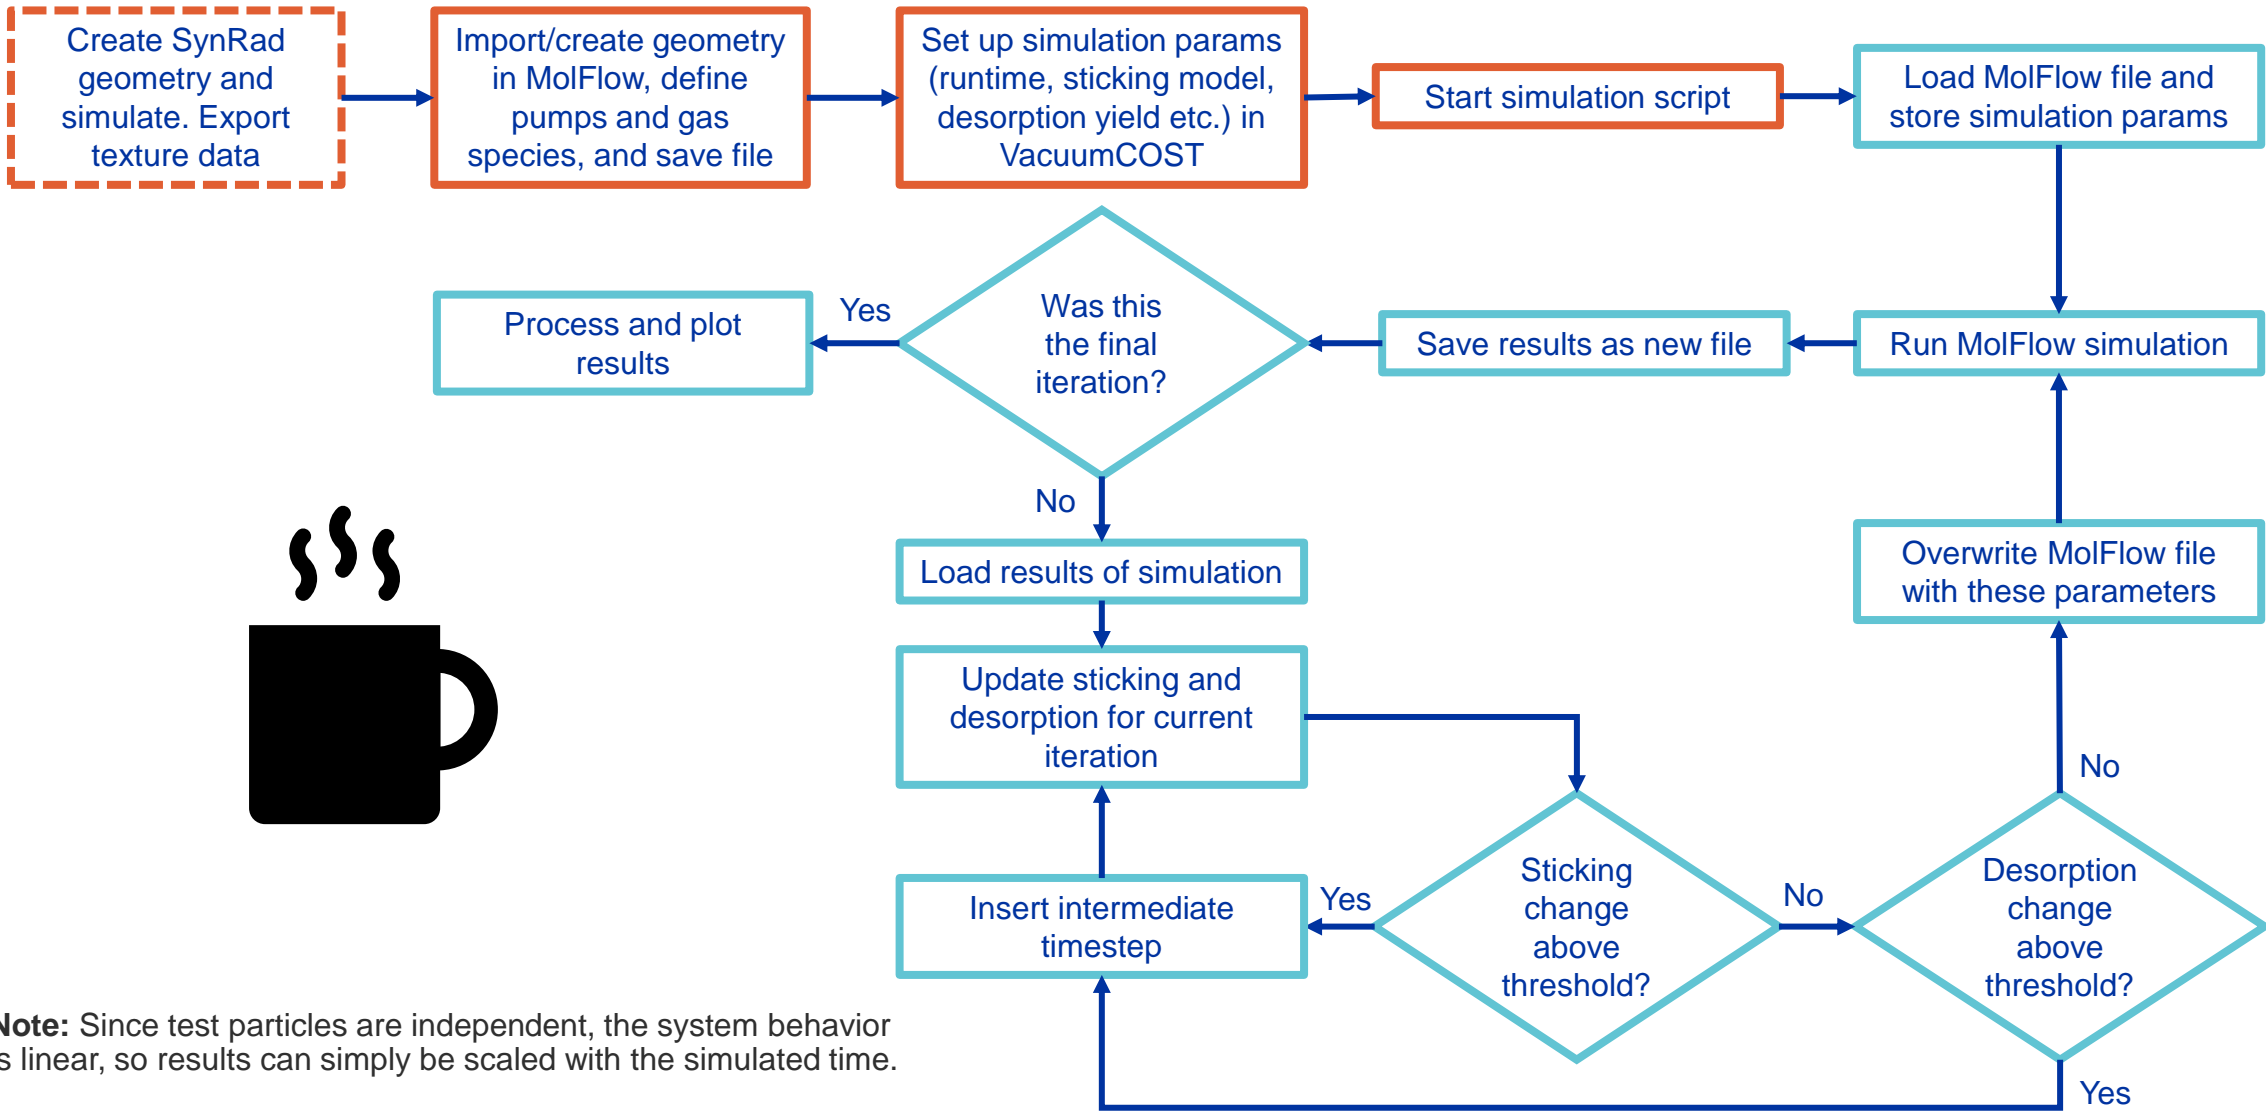 Create SynRad
geometry and
simulate. Export
texture data
Import/create geometry
in MolFlow, define
pumps and gas
species, and save file
Set up simulation params
(runtime, sticking model,
desorption yield etc.) in
VacuumCOST
Start simulation script
Load MolFlow file and
store simulation params
Run MolFlow simulation
Save results as new file
Was this
the final
iteration?
Yes
Process and plot
results
No
Load results of simulation
Update sticking and
desorption for current
iteration
Sticking
change
above
threshold?
Yes
Insert intermediate
timestep
No
Desorption
change
above
threshold?
No
Overwrite MolFlow file
with these parameters
Yes
Note: Since test particles are independent, the system behavior
is linear, so results can simply be scaled with the simulated time.